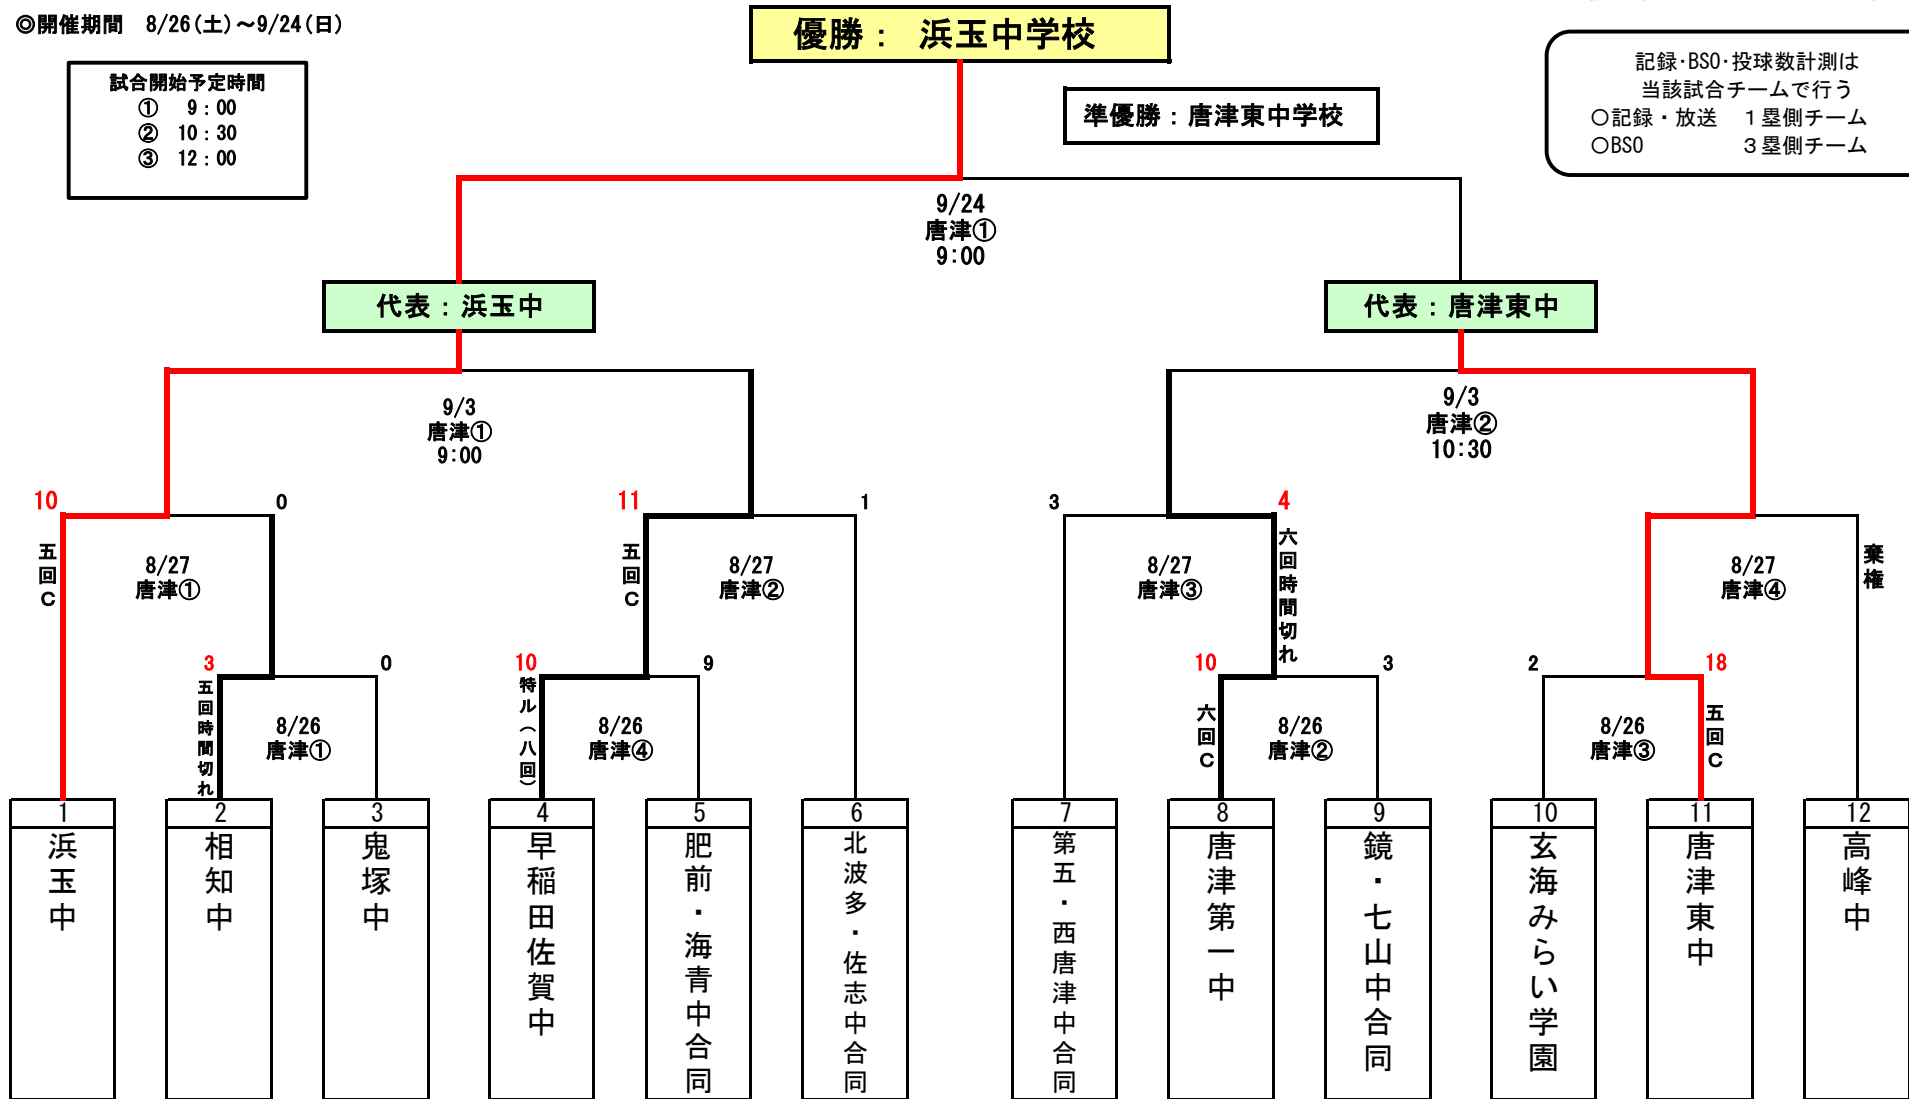 ◎開催期間 8/26(土)～9/24(日)
優勝： 浜玉中学校
試合開始予定時間
① 9：00
② 10：30
③ 12：00
準優勝：唐津東中学校
記録･BSO･投球数計測は
当該試合チームで行う
○記録・放送 １塁側チーム
○BSO ３塁側チーム
9/24
唐津①
9:00
代表：浜玉中
代表：唐津東中
9/3
唐津①
9:00
9/3
唐津②
10:30
10
0
11
1
3
4
五回C
8/27
唐津①
五回C
8/27
唐津②
8/27
唐津③
六回時間切れ
8/27
唐津④
棄権
3
0
10
9
10
3
2
18
五回時間切れ
8/26
唐津①
特ル（八回）
8/26
唐津④
六回C
8/26
唐津②
8/26
唐津③
五回C
1
浜玉中
2
相知中
3
鬼塚中
4
早稲田佐賀中
5
肥前・海青中合同
6
北波多・佐志中合同
7
第五・西唐津中合同
8
唐津第一中
9
鏡・七山中合同
10
玄海みらい学園
11
唐津東中
12
高峰中